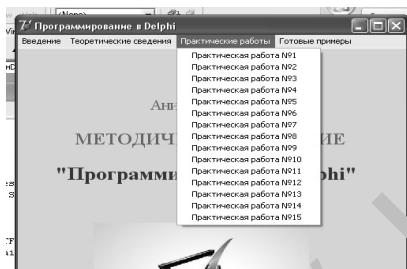 (None)
Программирование в Delphi
Введение Теоретические сведения Практические работы Готовые примеры
Практическая работа №1
Практическая работа №2
Практическая работа №3
Практическая работа №4
Практическая работа №5
Практическая работа №6
Практическая работа №7
Практическая работа №8
Практическая работа №9
Практическая работа №10
Практическая работа №11
Практическая работа №12
Практическая работа №13
Практическая работа №14
Практическая работа №15
МЕТОДИЧ ИЕ
"Программи phi"